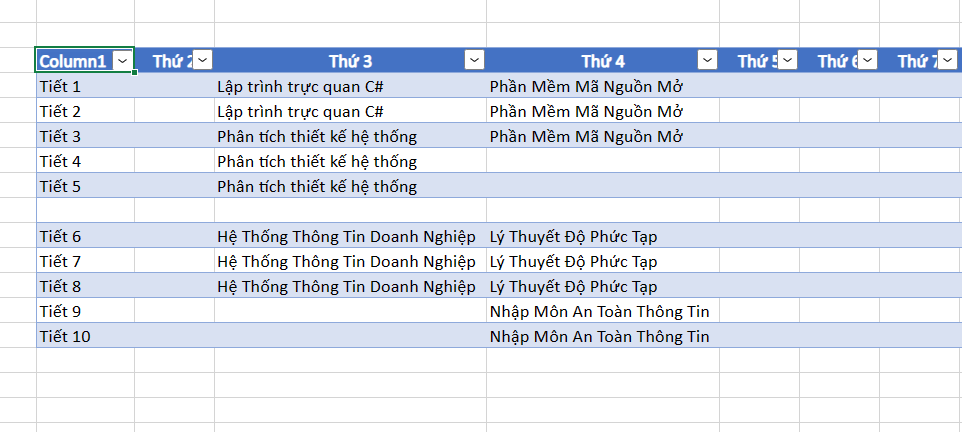 Column1 Thứ 2 Thứ 3 Thứ 4 Thứ 5 Thứ 6 Thứ 7
Tiết 1 Lập trình trực quan C# Phần Mềm Mã Nguồn Mở
Tiết 2 Lập trình trực quan C# Phần Mềm Mã Nguồn Mở
Tiết 3 Phân tích thiết kế hệ thống Phần Mềm Mã Nguồn Mở
Tiết 4 Phân tích thiết kế hệ thống
Tiết 5 Phân tích thiết kế hệ thống
Tiết 6 Hệ Thống Thông Tin Doanh Nghiệp Lý Thuyết Độ Phức Tạp
Tiết 7 Hệ Thống Thông Tin Doanh Nghiệp Lý Thuyết Độ Phức Tạp
Tiết 8 Hệ Thống Thông Tin Doanh Nghiệp Lý Thuyết Độ Phức Tạp
Tiết 9 Nhập Môn An Toàn Thông Tin
Tiết 10 Nhập Môn An Toàn Thông Tin